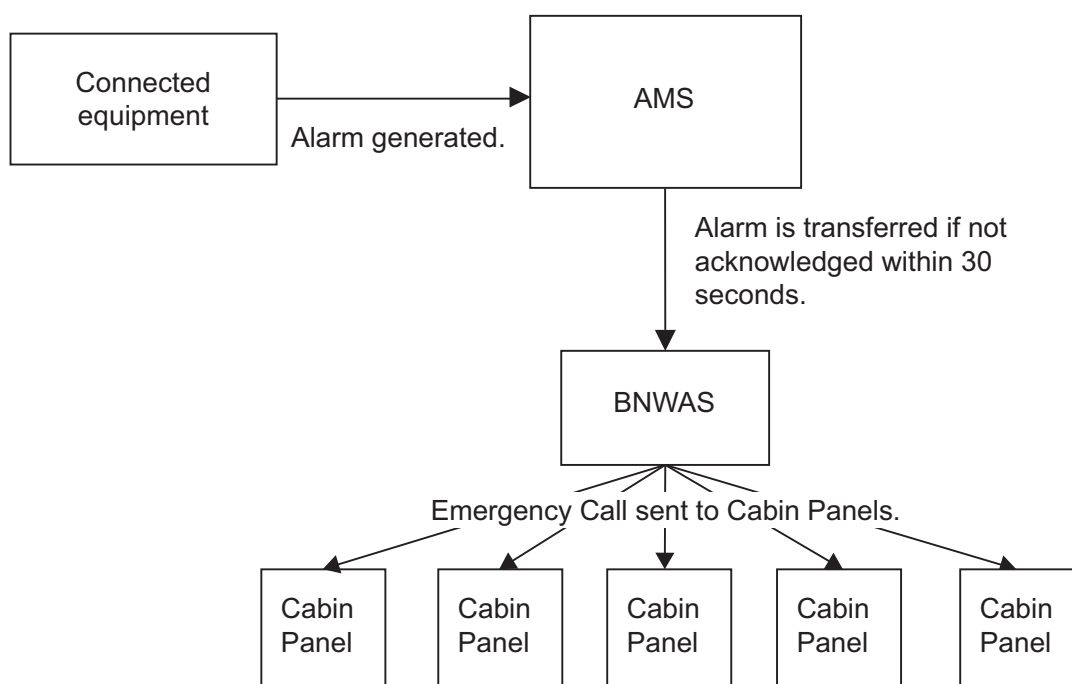 Connected
equipment
AMS
Alarm generated.
Alarm is transferred if not
acknowledged within 30
seconds.
BNWAS
Emergency Call sent to Cabin Panels.
Cabin
Panel
Cabin
Panel
Cabin
Panel
Cabin
Panel
Cabin
Panel